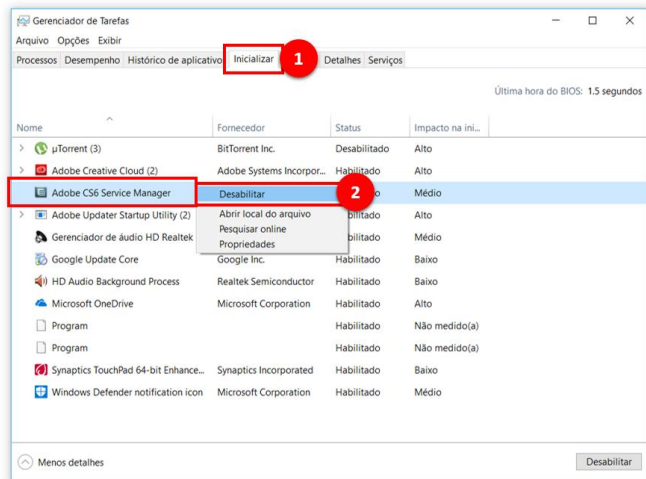 Gerenciador de Tarefas
Arquivo Opções Exibir
Processos Desempenho Histórico de aplicativo Inicializar 1 Detalhes Serviços
Última hora do BIOS: 1.5 segundos
Nome Fornecedor Status Impacto na ini...
µTorrent (3) BitTorrent Inc. Desabilitado Alto
Adobe Creative Cloud (2) Adobe Systems Incorpor... Habilitado Alto
Adobe CS6 Service Manager Desabilitar 2 Médio
Adobe Updater Startup Utility (2) Abrir local do arquivo Alto
Pesquisar online
Gerenciador de áudio HD Realtek Médio
Propriedades
Google Update Core Google Inc. Habilitado Baixo
HD Audio Background Process Realtek Semiconductor Habilitado Baixo
Microsoft OneDrive Microsoft Corporation Habilitado Alto
Program Habilitado Não medido(a)
Program Habilitado Não medido(a)
Synaptics TouchPad 64-bit Enhance... Synaptics Incorporated Habilitado Baixo
Windows Defender notification icon Microsoft Corporation Habilitado Médio
Menos detalhes Desabilitar